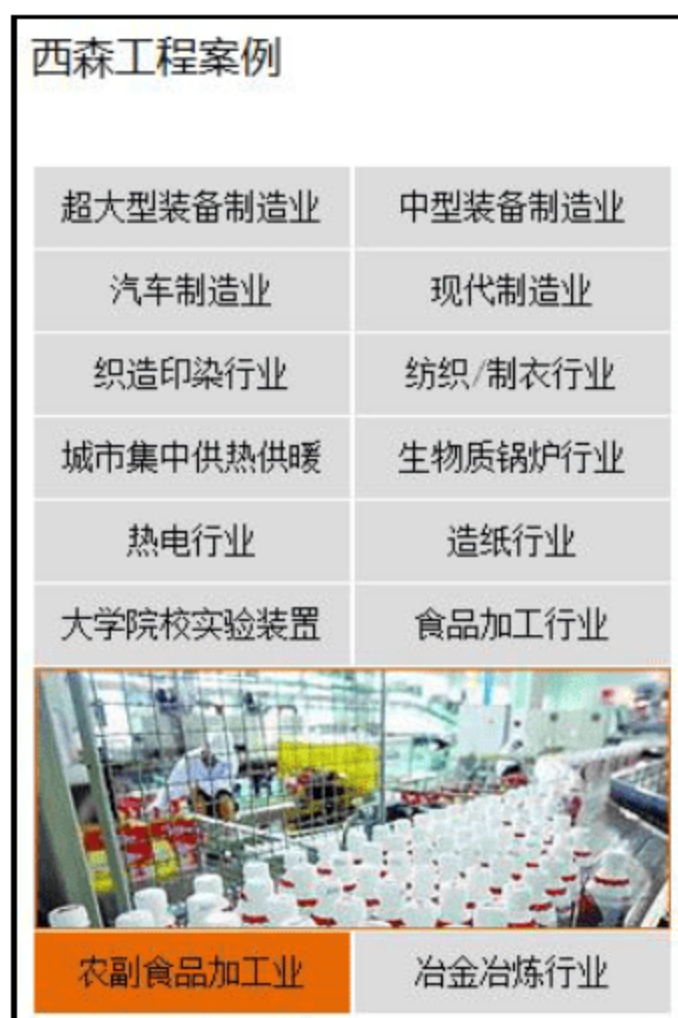 西森工程案例
超大型装备制造业 中型装备制造业
汽车制造业 现代制造业
织造印染行业 纺织/制衣行业
城市集中供热供暖 生物质锅炉行业
热电行业 造纸行业
大学院校实验装置 食品加工行业
农副食品加工业 冶金冶炼行业